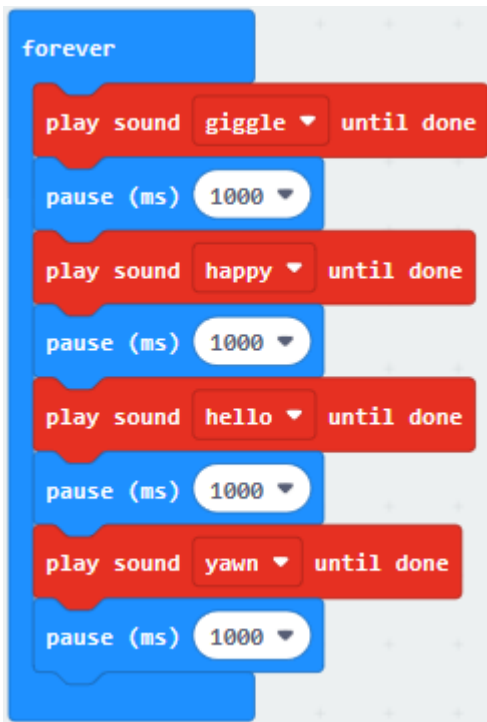 forever
play sound giggle until done
pause (ms) 1000
play sound happy until done
pause (ms) 1000
play sound hello until done
pause (ms) 1000
play sound yawn until done
pause (ms) 1000